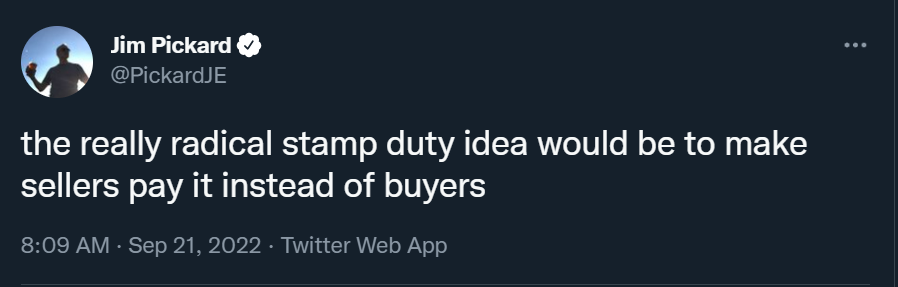 Jim Pickard
@PickardJE
the really radical stamp duty idea would be to make
sellers pay it instead of buyers
8:09 AM · Sep 21, 2022 · Twitter Web App